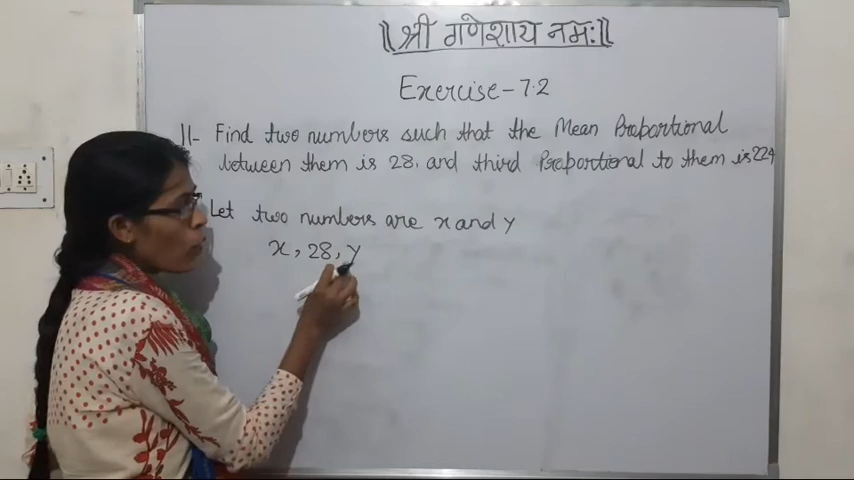 ॥श्री गणेशाय नमः॥
Exercise-7.2
11- Find two numbers such that the Mean Proportional
between them is 28. and third Proportional to them is 224
Let two numbers are x and y
x, 28, y